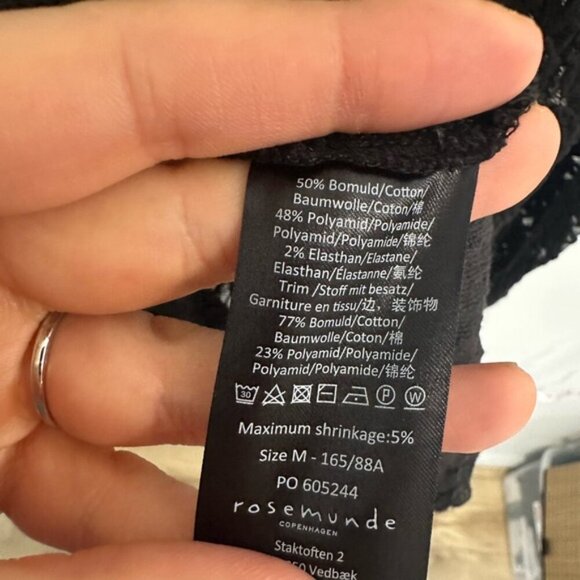 50% Bomuld/Cotton/
Baumwolle/Coton/棉
48% Polyamid/Polyamide/
Polyamid/Polyamide/锦纶
2% Elasthan/Elastane/
Elasthan/Élastanne/氨纶
Trim /Stoff mit besatz/
Garniture en tissu/边，装饰物
77% Bomuld/Cotton/
Baumwolle/Coton/棉
23% Polyamid/Polyamide/
Polyamid/Polyamide/锦纶
30 P W
Maximum shrinkage:5%
Size M - 165/88A
PO 605244
rosemunde
COPENHAGEN
Staktoften 2
Vedbæk